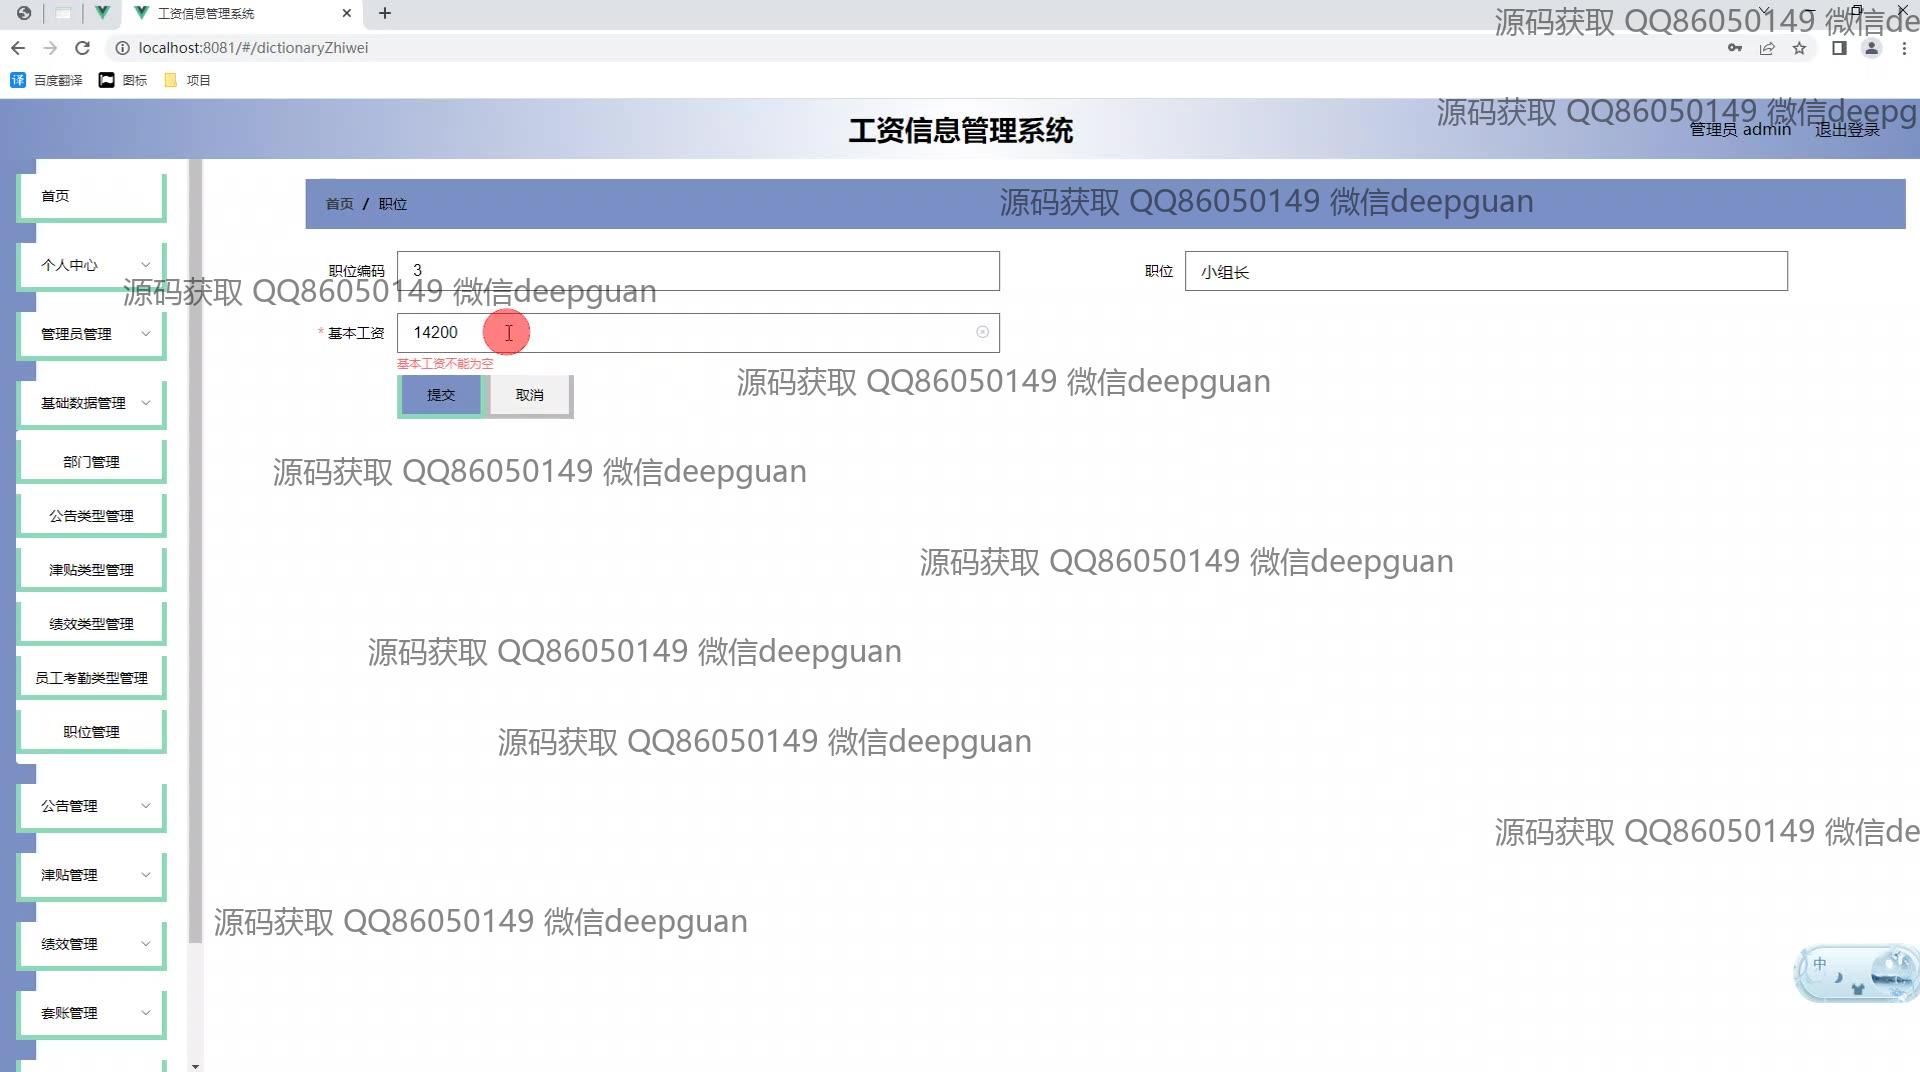 工资信息管理系统
源码获取 QQ86050149 微信de
localhost:8081/#/dictionaryZhiwei
百度翻译
图标
项目
工资信息管理系统
源码获取 QQ86050149 微信deepg
管理员 admin
退出登录
首页
首页 / 职位
源码获取 QQ86050149 微信deepguan
个人中心
职位编码
3
职位
小组长
源码获取 QQ86050149 微信deepguan
管理员管理
* 基本工资
14200
基本工资不能为空
源码获取 QQ86050149 微信deepguan
提交
取消
基础数据管理
部门管理
源码获取 QQ86050149 微信deepguan
公告类型管理
源码获取 QQ86050149 微信deepguan
津贴类型管理
绩效类型管理
源码获取 QQ86050149 微信deepguan
员工考勤类型管理
职位管理
源码获取 QQ86050149 微信deepguan
公告管理
源码获取 QQ86050149 微信de
津贴管理
源码获取 QQ86050149 微信deepguan
绩效管理
中
套账管理